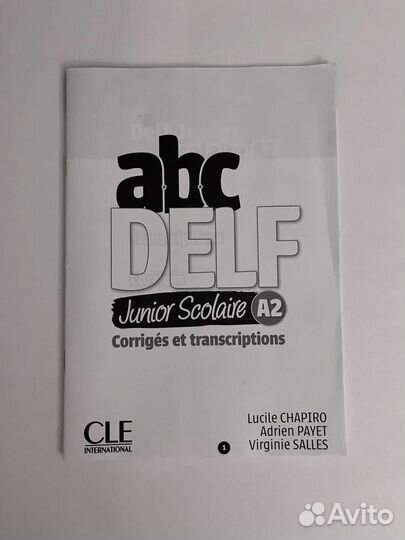 abc
DELF
Junior Scolaire A2
Corrigés et transcriptions
Lucile CHAPIRO
Adrien PAYET
Virginie SALLES
CLE
INTERNATIONAL
1
Avito